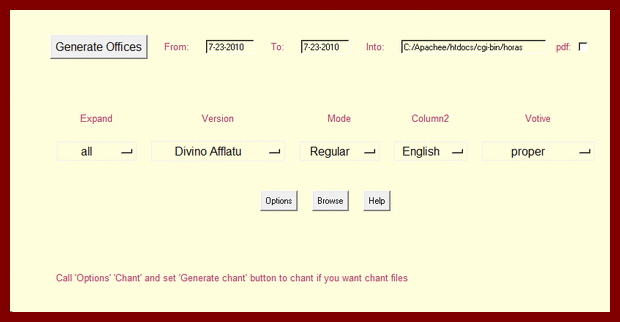 Generate Offices From: 7-23-2010 To: 7-23-2010 Into: C:/Apachee/htdocs/cgi-bin/horas pdf:
Expand Version Mode Column2 Votive
all Divino Afflatu Regular English proper
Options Browse Help
Call 'Options' 'Chant' and set 'Generate chant' button to chant if you want chant files